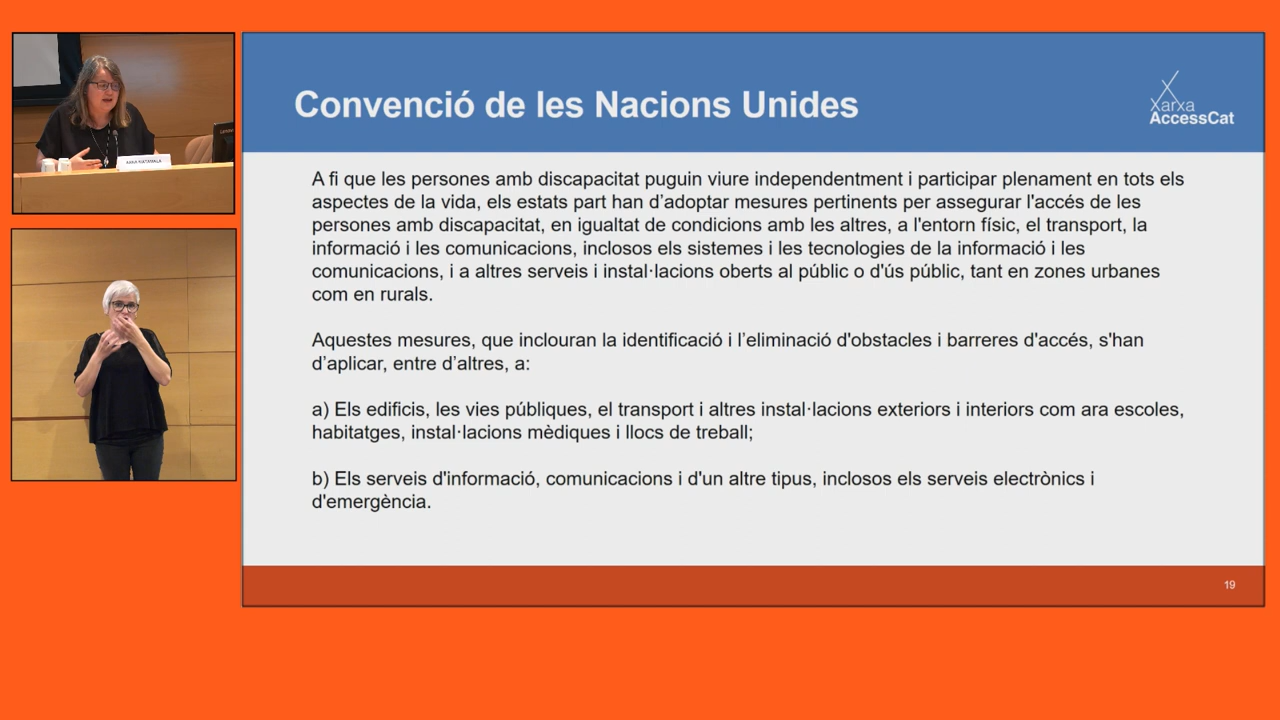 Convenció de les Nacions Unides
Xarxa
AccessCat
A fi que les persones amb discapacitat puguin viure independentment i participar plenament en tots els
aspectes de la vida, els estats part han d’adoptar mesures pertinents per assegurar l'accés de les
persones amb discapacitat, en igualtat de condicions amb les altres, a l'entorn físic, el transport, la
informació i les comunicacions, inclosos els sistemes i les tecnologies de la informació i les
comunicacions, i a altres serveis i instal·lacions oberts al públic o d'ús públic, tant en zones urbanes
com en rurals.
Aquestes mesures, que inclouran la identificació i l’eliminació d'obstacles i barreres d'accés, s'han
d’aplicar, entre d’altres, a:
a) Els edificis, les vies públiques, el transport i altres instal·lacions exteriors i interiors com ara escoles,
habitatges, instal·lacions mèdiques i llocs de treball;
b) Els serveis d'informació, comunicacions i d'un altre tipus, inclosos els serveis electrònics i
d'emergència.
19